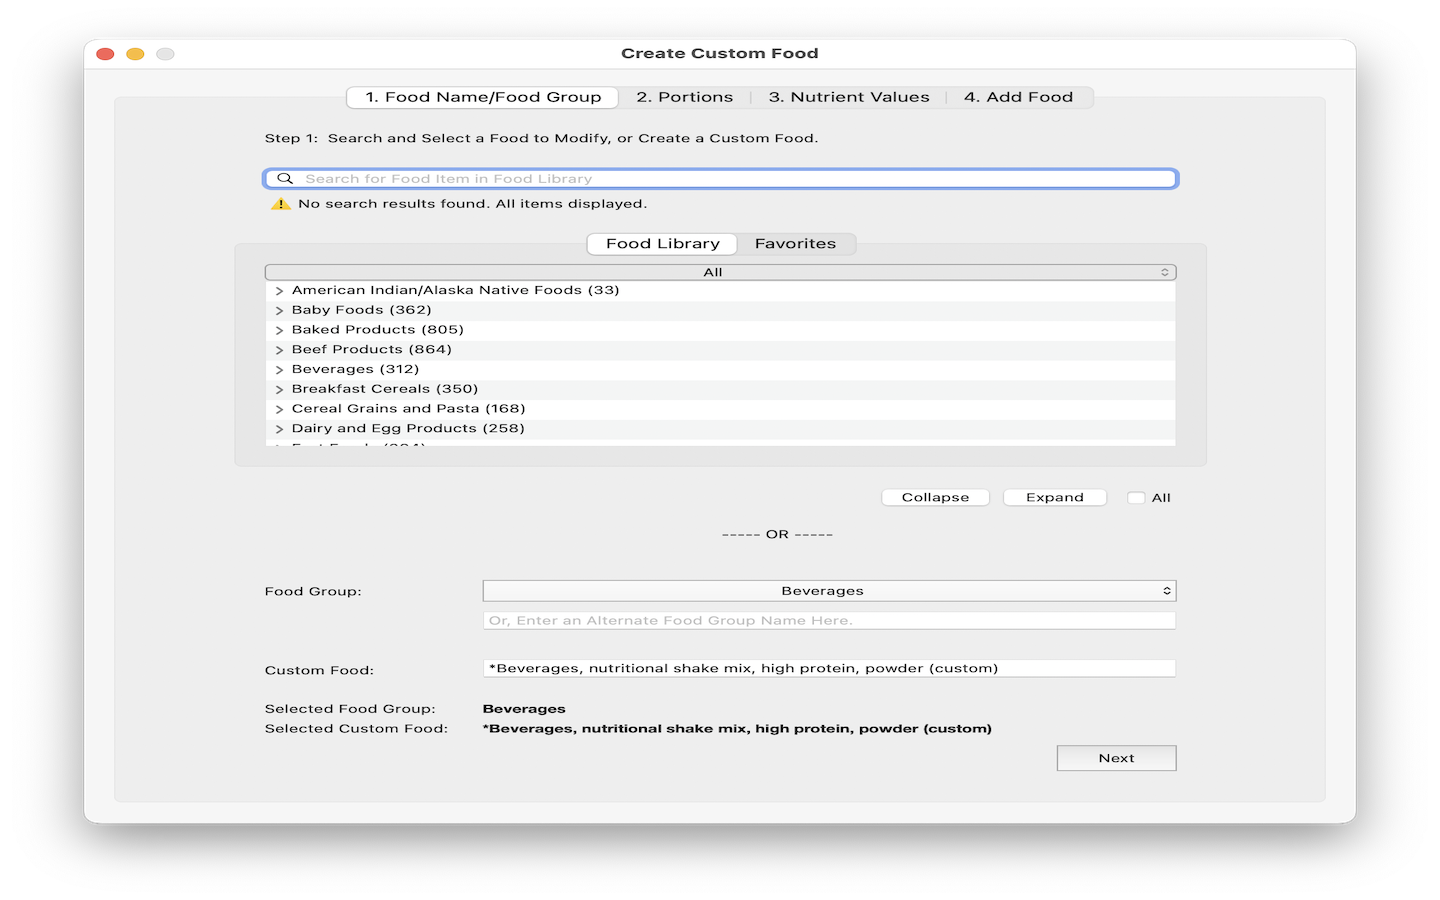 Create Custom Food
1. Food Name/Food Group 2. Portions 3. Nutrient Values 4. Add Food
Step 1: Search and Select a Food to Modify, or Create a Custom Food.
Search for Food Item in Food Library
No search results found. All items displayed.
Food Library Favorites
All
American Indian/Alaska Native Foods (33)
Baby Foods (362)
Baked Products (805)
Beef Products (864)
Beverages (312)
Breakfast Cereals (350)
Cereal Grains and Pasta (168)
Dairy and Egg Products (258)
Collapse Expand All
----- OR -----
Food Group: Beverages
Or, Enter an Alternate Food Group Name Here.
Custom Food: *Beverages, nutritional shake mix, high protein, powder (custom)
Selected Food Group: Beverages
Selected Custom Food: *Beverages, nutritional shake mix, high protein, powder (custom)
Next